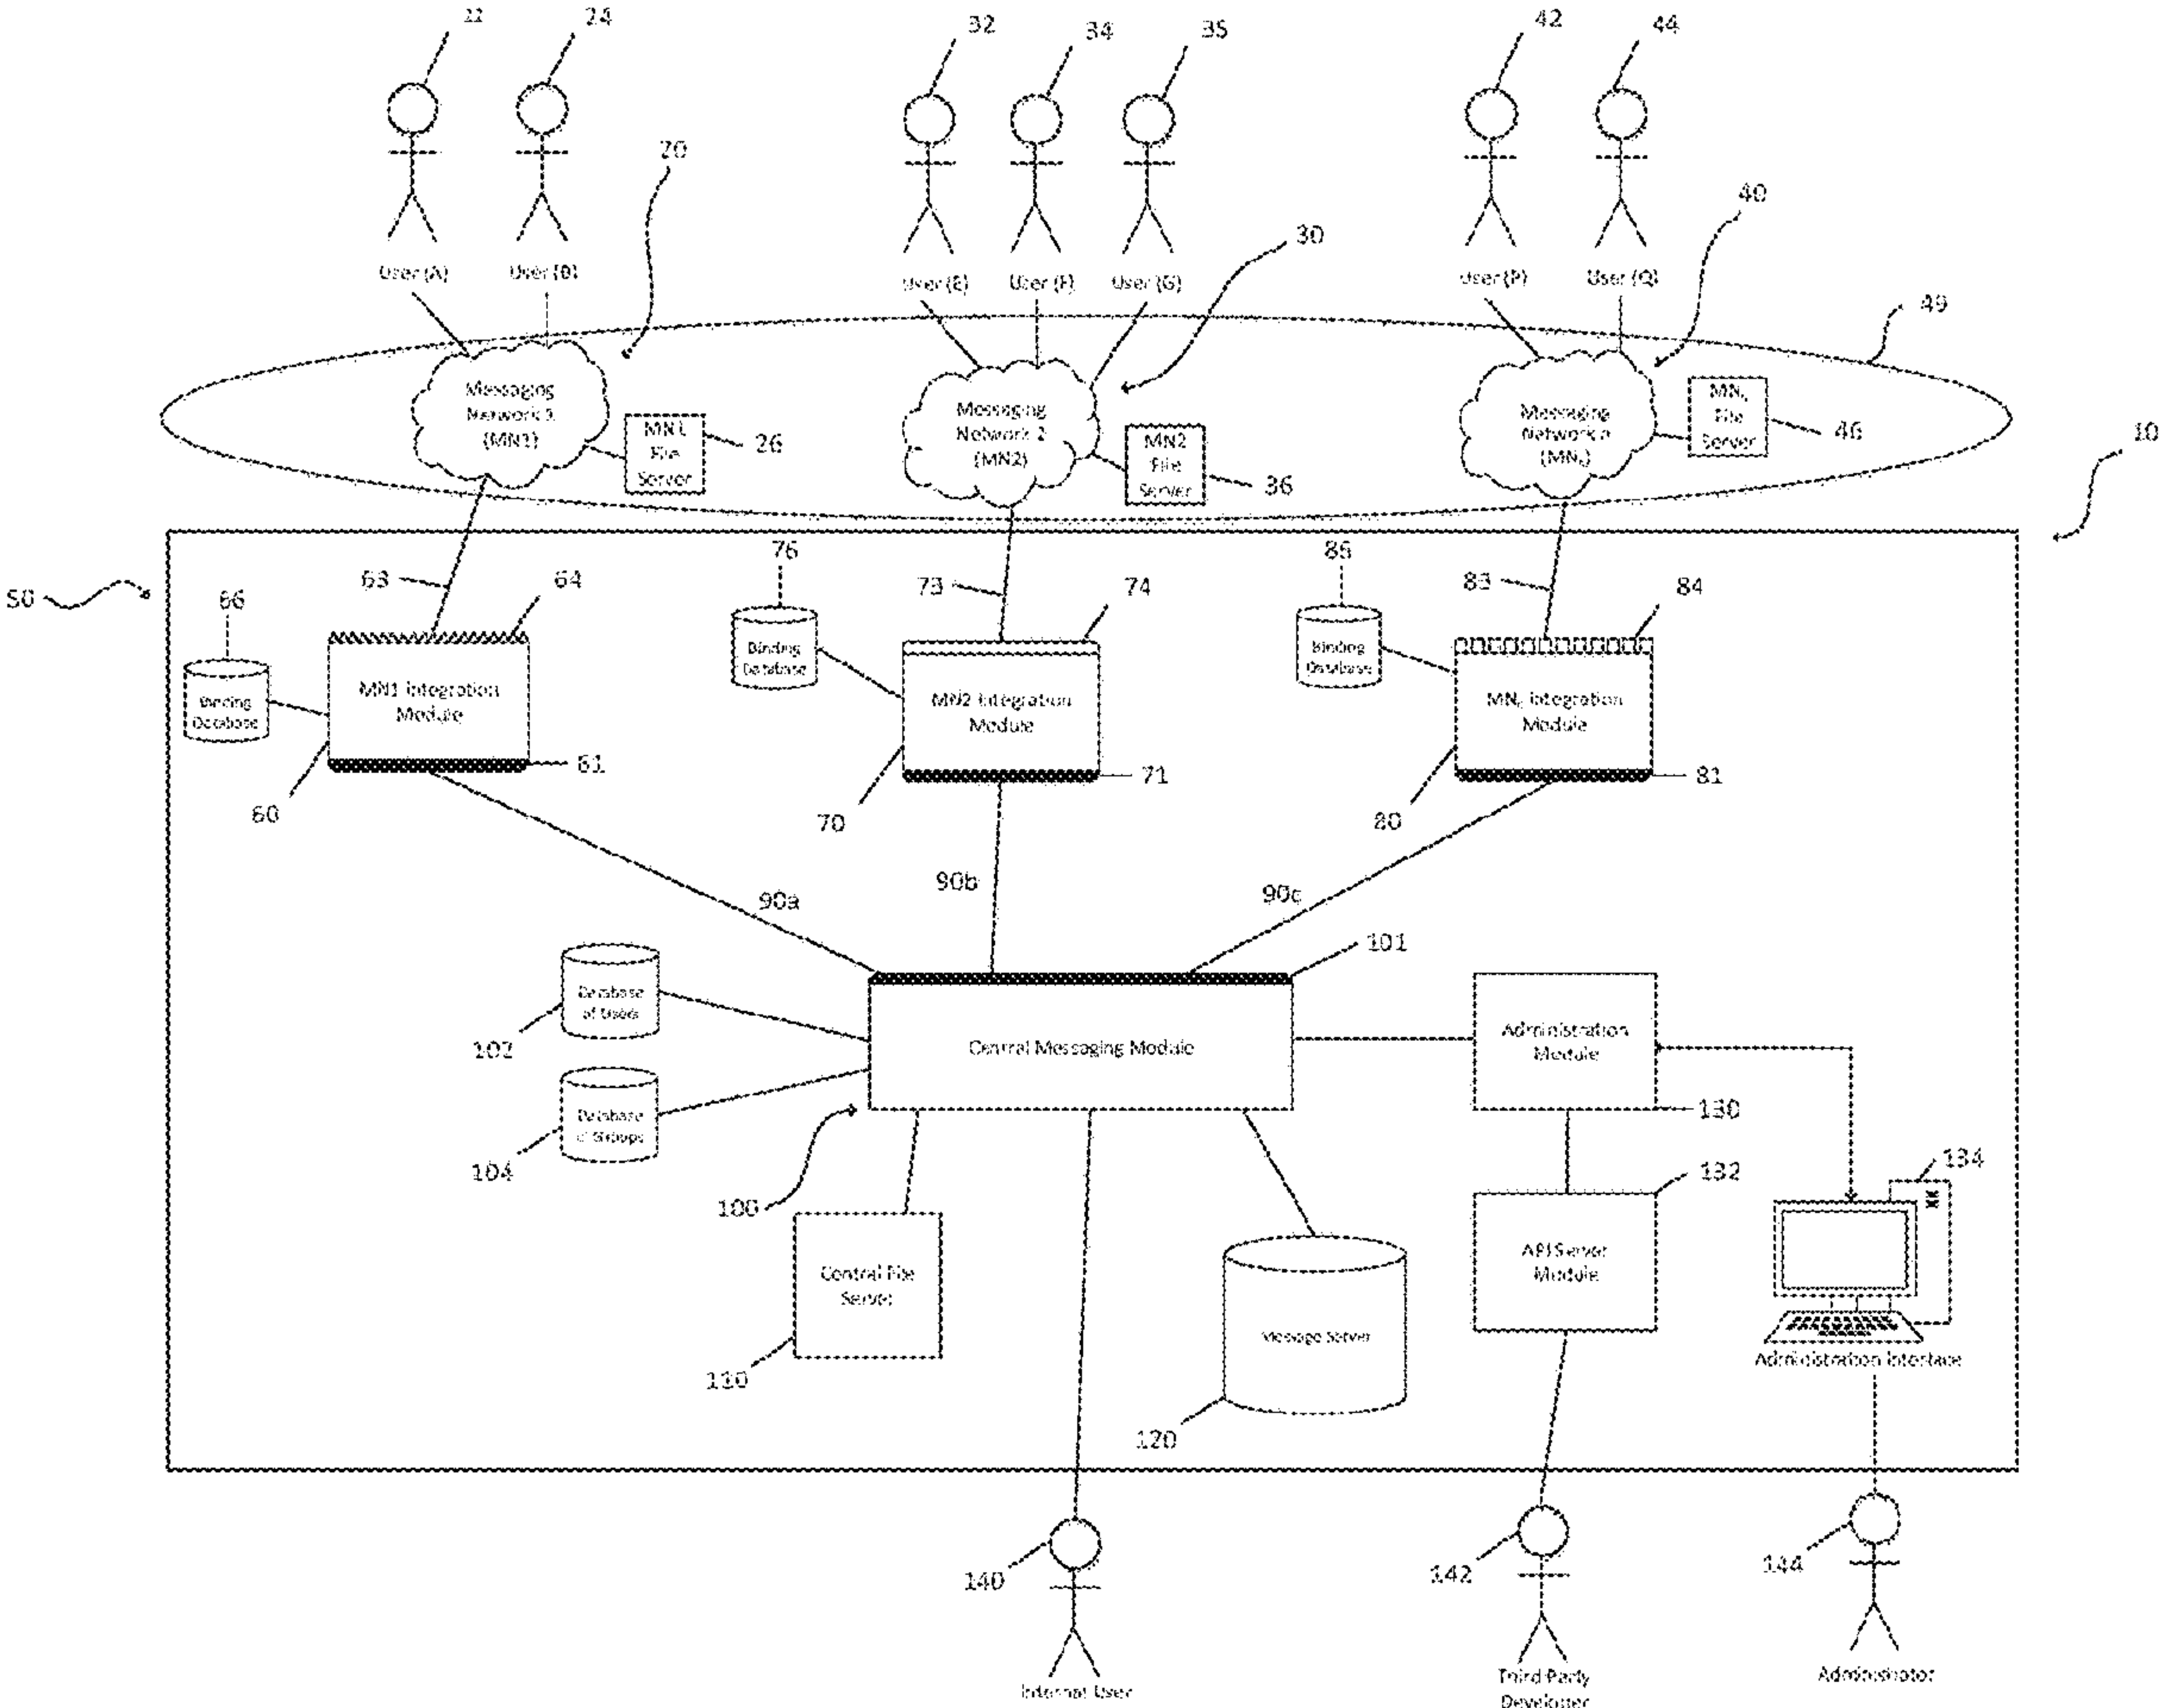 22
24
32
34
35
42
44
20
40
30
49
User (A)
User (B)
User (E)
User (F)
User (G)
User (P)
User (Q)
Messaging
Network 1
(MN1)
MN1
File
Server
26
Messaging
Network 2
(MN2)
MN2
File
Server
36
Messaging
Network n
(MNn)
MNn
File
Server
46
10
50
66
63
64
76
73
74
86
83
84
Binding
Database
MN1 Integration
Module
Binding
Database
MN2 Integration
Module
Binding
Database
MNn Integration
Module
60
61
70
71
80
81
90a
90b
90c
101
Database
of Users
102
Central Messaging Module
Administration
Module
130
Database
of Groups
104
100
132
134
Central File
Server
110
Message Server
120
API Server
Module
Administration Interface
140
142
144
Internal User
Third Party
Developer
Administrator